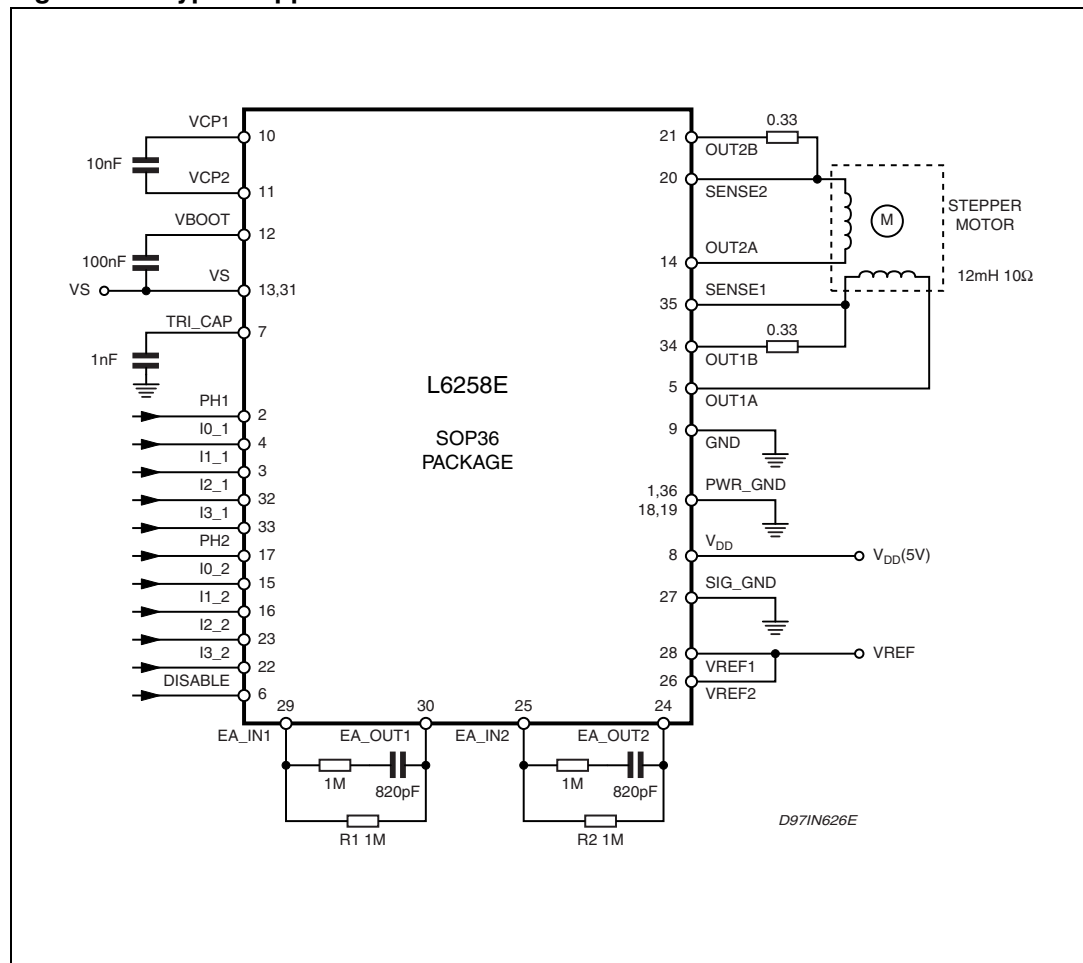 VCP1
10
10nF
VCP2
11
VBOOT
12
100nF
VS
VS
13,31
TRI_CAP
7
1nF
PH1
2
I0_1
4
I1_1
3
I2_1
32
I3_1
33
PH2
17
I0_2
15
I1_2
16
I2_2
23
I3_2
22
DISABLE
6
L6258E
SOP36
PACKAGE
21
0.33
OUT2B
20
SENSE2
M
STEPPER
MOTOR
14
OUT2A
12mH 10Ω
35
SENSE1
34
0.33
OUT1B
5
OUT1A
9
GND
1,36
18,19
PWR_GND
8
VDD
VDD(5V)
27
SIG_GND
28
VREF1
VREF
26
VREF2
29
30
25
24
EA_IN1
EA_OUT1
EA_IN2
EA_OUT2
1M
820pF
1M
820pF
R1 1M
R2 1M
D97IN626E